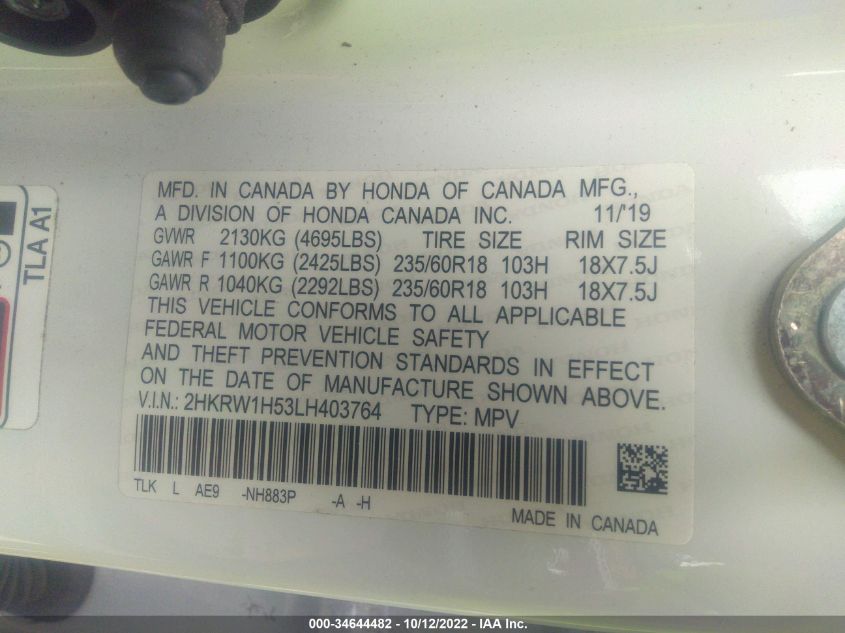 MFD. IN CANADA BY HONDA OF CANADA MFG.,
A DIVISION OF HONDA CANADA INC. 11/'19
GVWR 2130KG (4695LBS) TIRE SIZE RIM SIZE
GAWR F 1100KG (2425LBS) 235/60R18 103H 18X7.5J
GAWR R 1040KG (2292LBS) 235/60R18 103H 18X7.5J
THIS VEHICLE CONFORMS TO ALL APPLICABLE
FEDERAL MOTOR VEHICLE SAFETY
AND THEFT PREVENTION STANDARDS IN EFFECT
ON THE DATE OF MANUFACTURE SHOWN ABOVE.
V.I.N.: 2HKRW1H53LH403764 TYPE: MPV
TLK L AE9 -NH883P -A -H
MADE IN CANADA
TLA A1
000-34644482 - 10/12/2022 - IAA Inc.